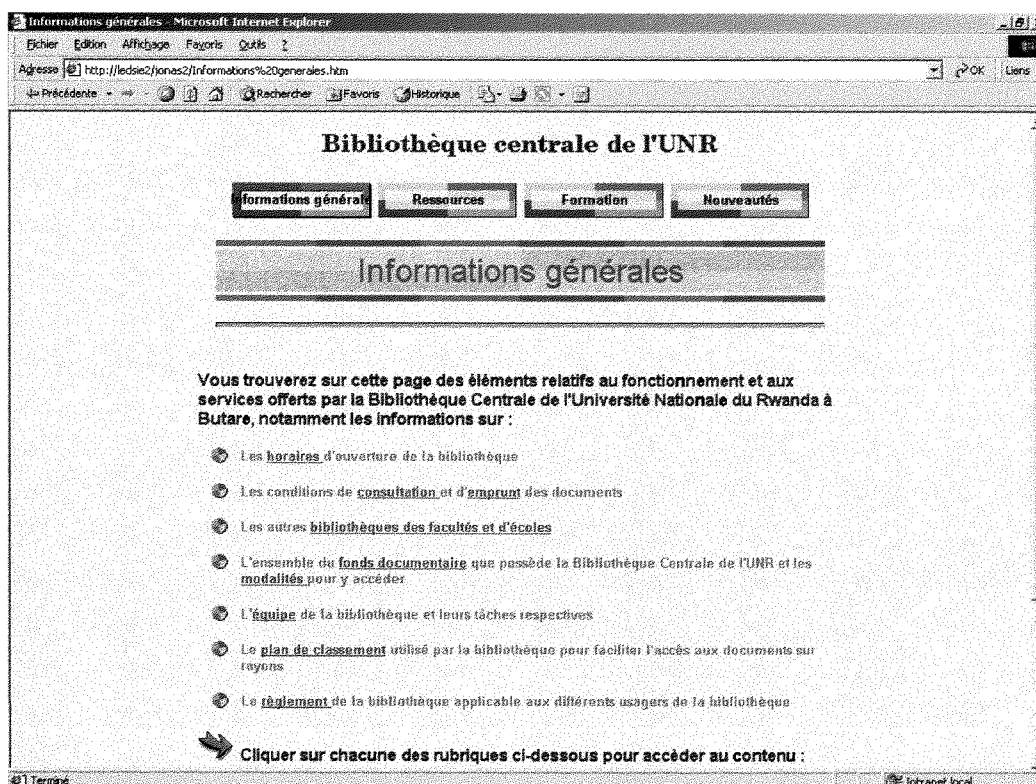 Informations générales - Microsoft Internet Explorer
Fichier Edition Affichage Favoris Outils ?
Adresse http://ledsie2/jonas2/Informations%20generales.htm OK Liens
Précédente Rechercher Favoris Historique
Bibliothèque centrale de l'UNR
formations général Ressources Formation Nouveautés
Informations générales
Vous trouverez sur cette page des éléments relatifs au fonctionnement et aux
services offerts par la Bibliothèque Centrale de l'Université Nationale du Rwanda à
Butare, notamment les informations sur :
Les horaires d'ouverture de la bibliothèque
Les conditions de consultation et d'emprunt des documents
Les autres bibliothèques des facultés et d'écoles
L'ensemble du fonds documentaire que possède la Bibliothèque Centrale de l'UNR et les
modalités pour y accéder
L'équipe de la bibliothèque et leurs tâches respectives
Le plan de classement utilisé par la bibliothèque pour faciliter l'accès aux documents sur
rayons
Le règlement de la bibliothèque applicable aux différents usagers de la bibliothèque
Cliquer sur chacune des rubriques ci-dessous pour accéder au contenu :
Terminé Intranet local